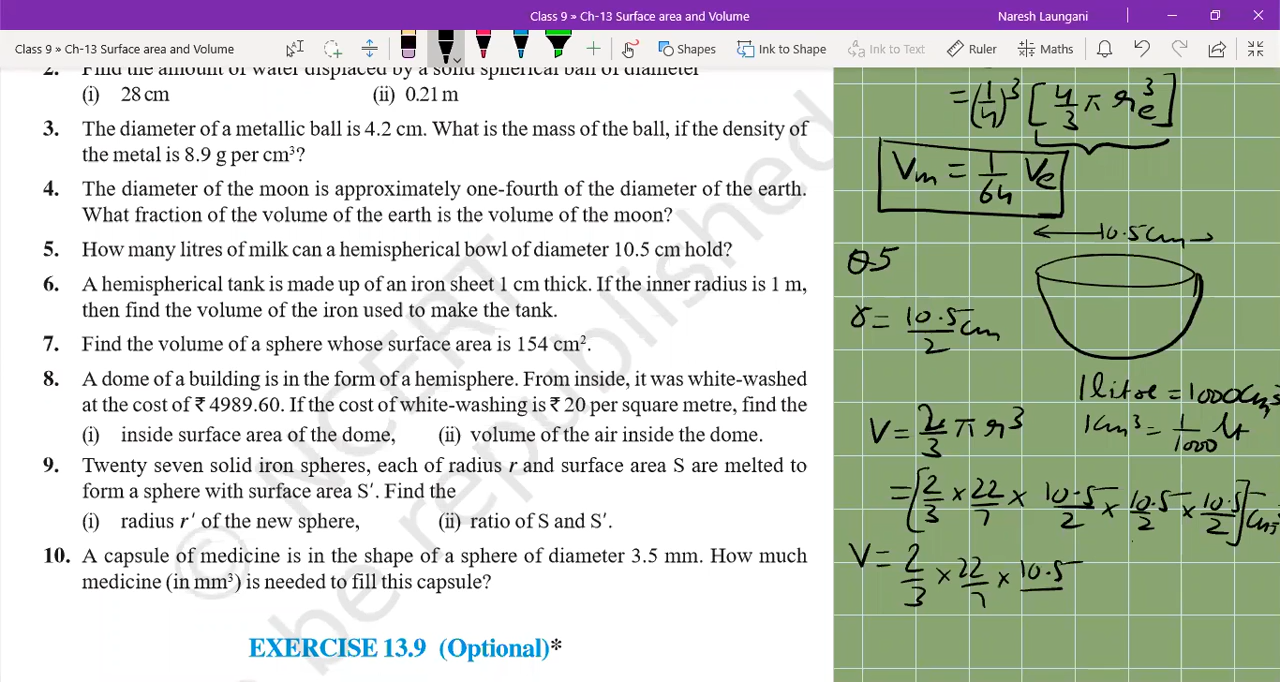 Class 9 » Ch-13 Surface area and Volume
Naresh Laungani
Class 9 » Ch-13 Surface area and Volume
Shapes
Ink to Shape
Ink to Text
Ruler
Maths
2. Find the amount of water displaced by a solid spherical ball of diameter
(i) 28 cm (ii) 0.21 m
3. The diameter of a metallic ball is 4.2 cm. What is the mass of the ball, if the density of
the metal is 8.9 g per cm³?
4. The diameter of the moon is approximately one-fourth of the diameter of the earth.
What fraction of the volume of the earth is the volume of the moon?
5. How many litres of milk can a hemispherical bowl of diameter 10.5 cm hold?
6. A hemispherical tank is made up of an iron sheet 1 cm thick. If the inner radius is 1 m,
then find the volume of the iron used to make the tank.
7. Find the volume of a sphere whose surface area is 154 cm².
8. A dome of a building is in the form of a hemisphere. From inside, it was white-washed
at the cost of ₹ 4989.60. If the cost of white-washing is ₹ 20 per square metre, find the
(i) inside surface area of the dome, (ii) volume of the air inside the dome.
9. Twenty seven solid iron spheres, each of radius r and surface area S are melted to
form a sphere with surface area S′. Find the
(i) radius r′ of the new sphere, (ii) ratio of S and S′.
10. A capsule of medicine is in the shape of a sphere of diameter 3.5 mm. How much
medicine (in mm³) is needed to fill this capsule?
EXERCISE 13.9 (Optional)*
© NCERT
be republished
= (1/4)³ [4/3 π re³]
Vm = 1/64 Ve
10.5cm
Q.5
r = 10.5/2 cm
1 litre = 1000 cm³
1 cm³ = 1/1000 lt
V = 2/3 π r³
= [2/3 × 22/7 × 10.5/2 × 10.5/2 × 10.5/2] cm³
V = 2/3 × 22/7 × 10.5